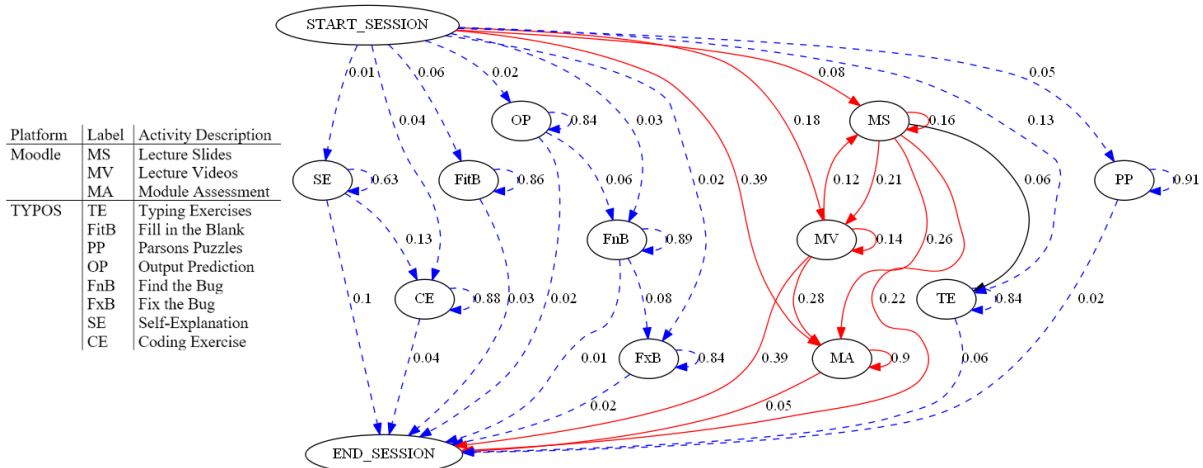 START_SESSION
0.01
0.06
0.02
0.08
0.05
0.04
0.03
0.18
0.13
OP
0.84
MS
0.16
Platform Label Activity Description
Moodle MS Lecture Slides
MV Lecture Videos
MA Module Assessment
TYPOS TE Typing Exercises
FitB Fill in the Blank
PP Parsons Puzzles
OP Output Prediction
FnB Find the Bug
FxB Fix the Bug
SE Self-Explanation
CE Coding Exercise
SE
0.63
FitB
0.86
0.06
0.02
0.39
0.12
0.21
0.06
PP
0.91
0.13
FnB
0.89
MV
0.14
0.26
0.1
CE
0.88
0.03
0.02
0.08
0.28
0.22
TE
0.84
0.04
0.01
FxB
0.84
0.39
MA
0.9
0.06
0.02
0.02
0.05
END_SESSION